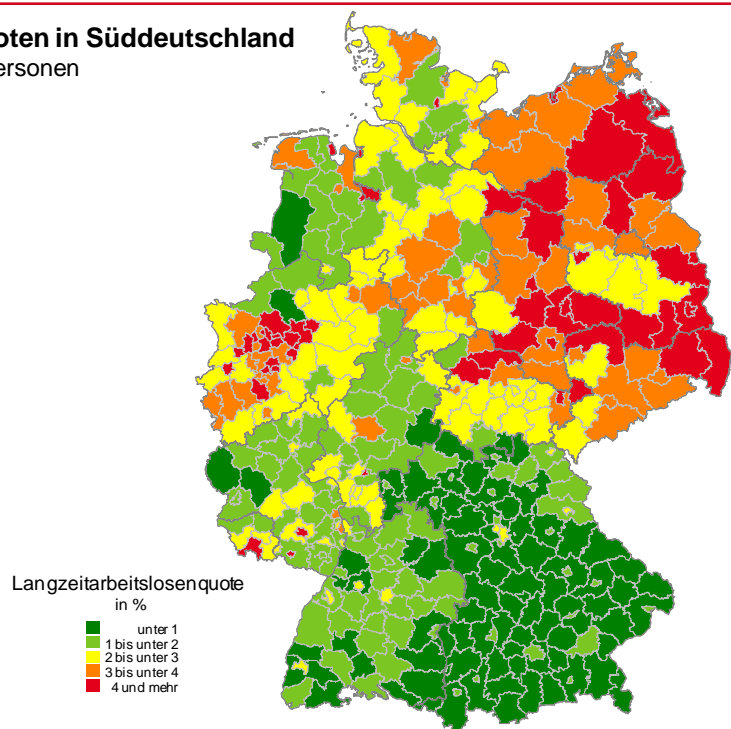 oten in Süddeutschland
ersonen
Langzeitarbeitslosenquote
in %
unter 1
1 bis unter 2
2 bis unter 3
3 bis unter 4
4 und mehr